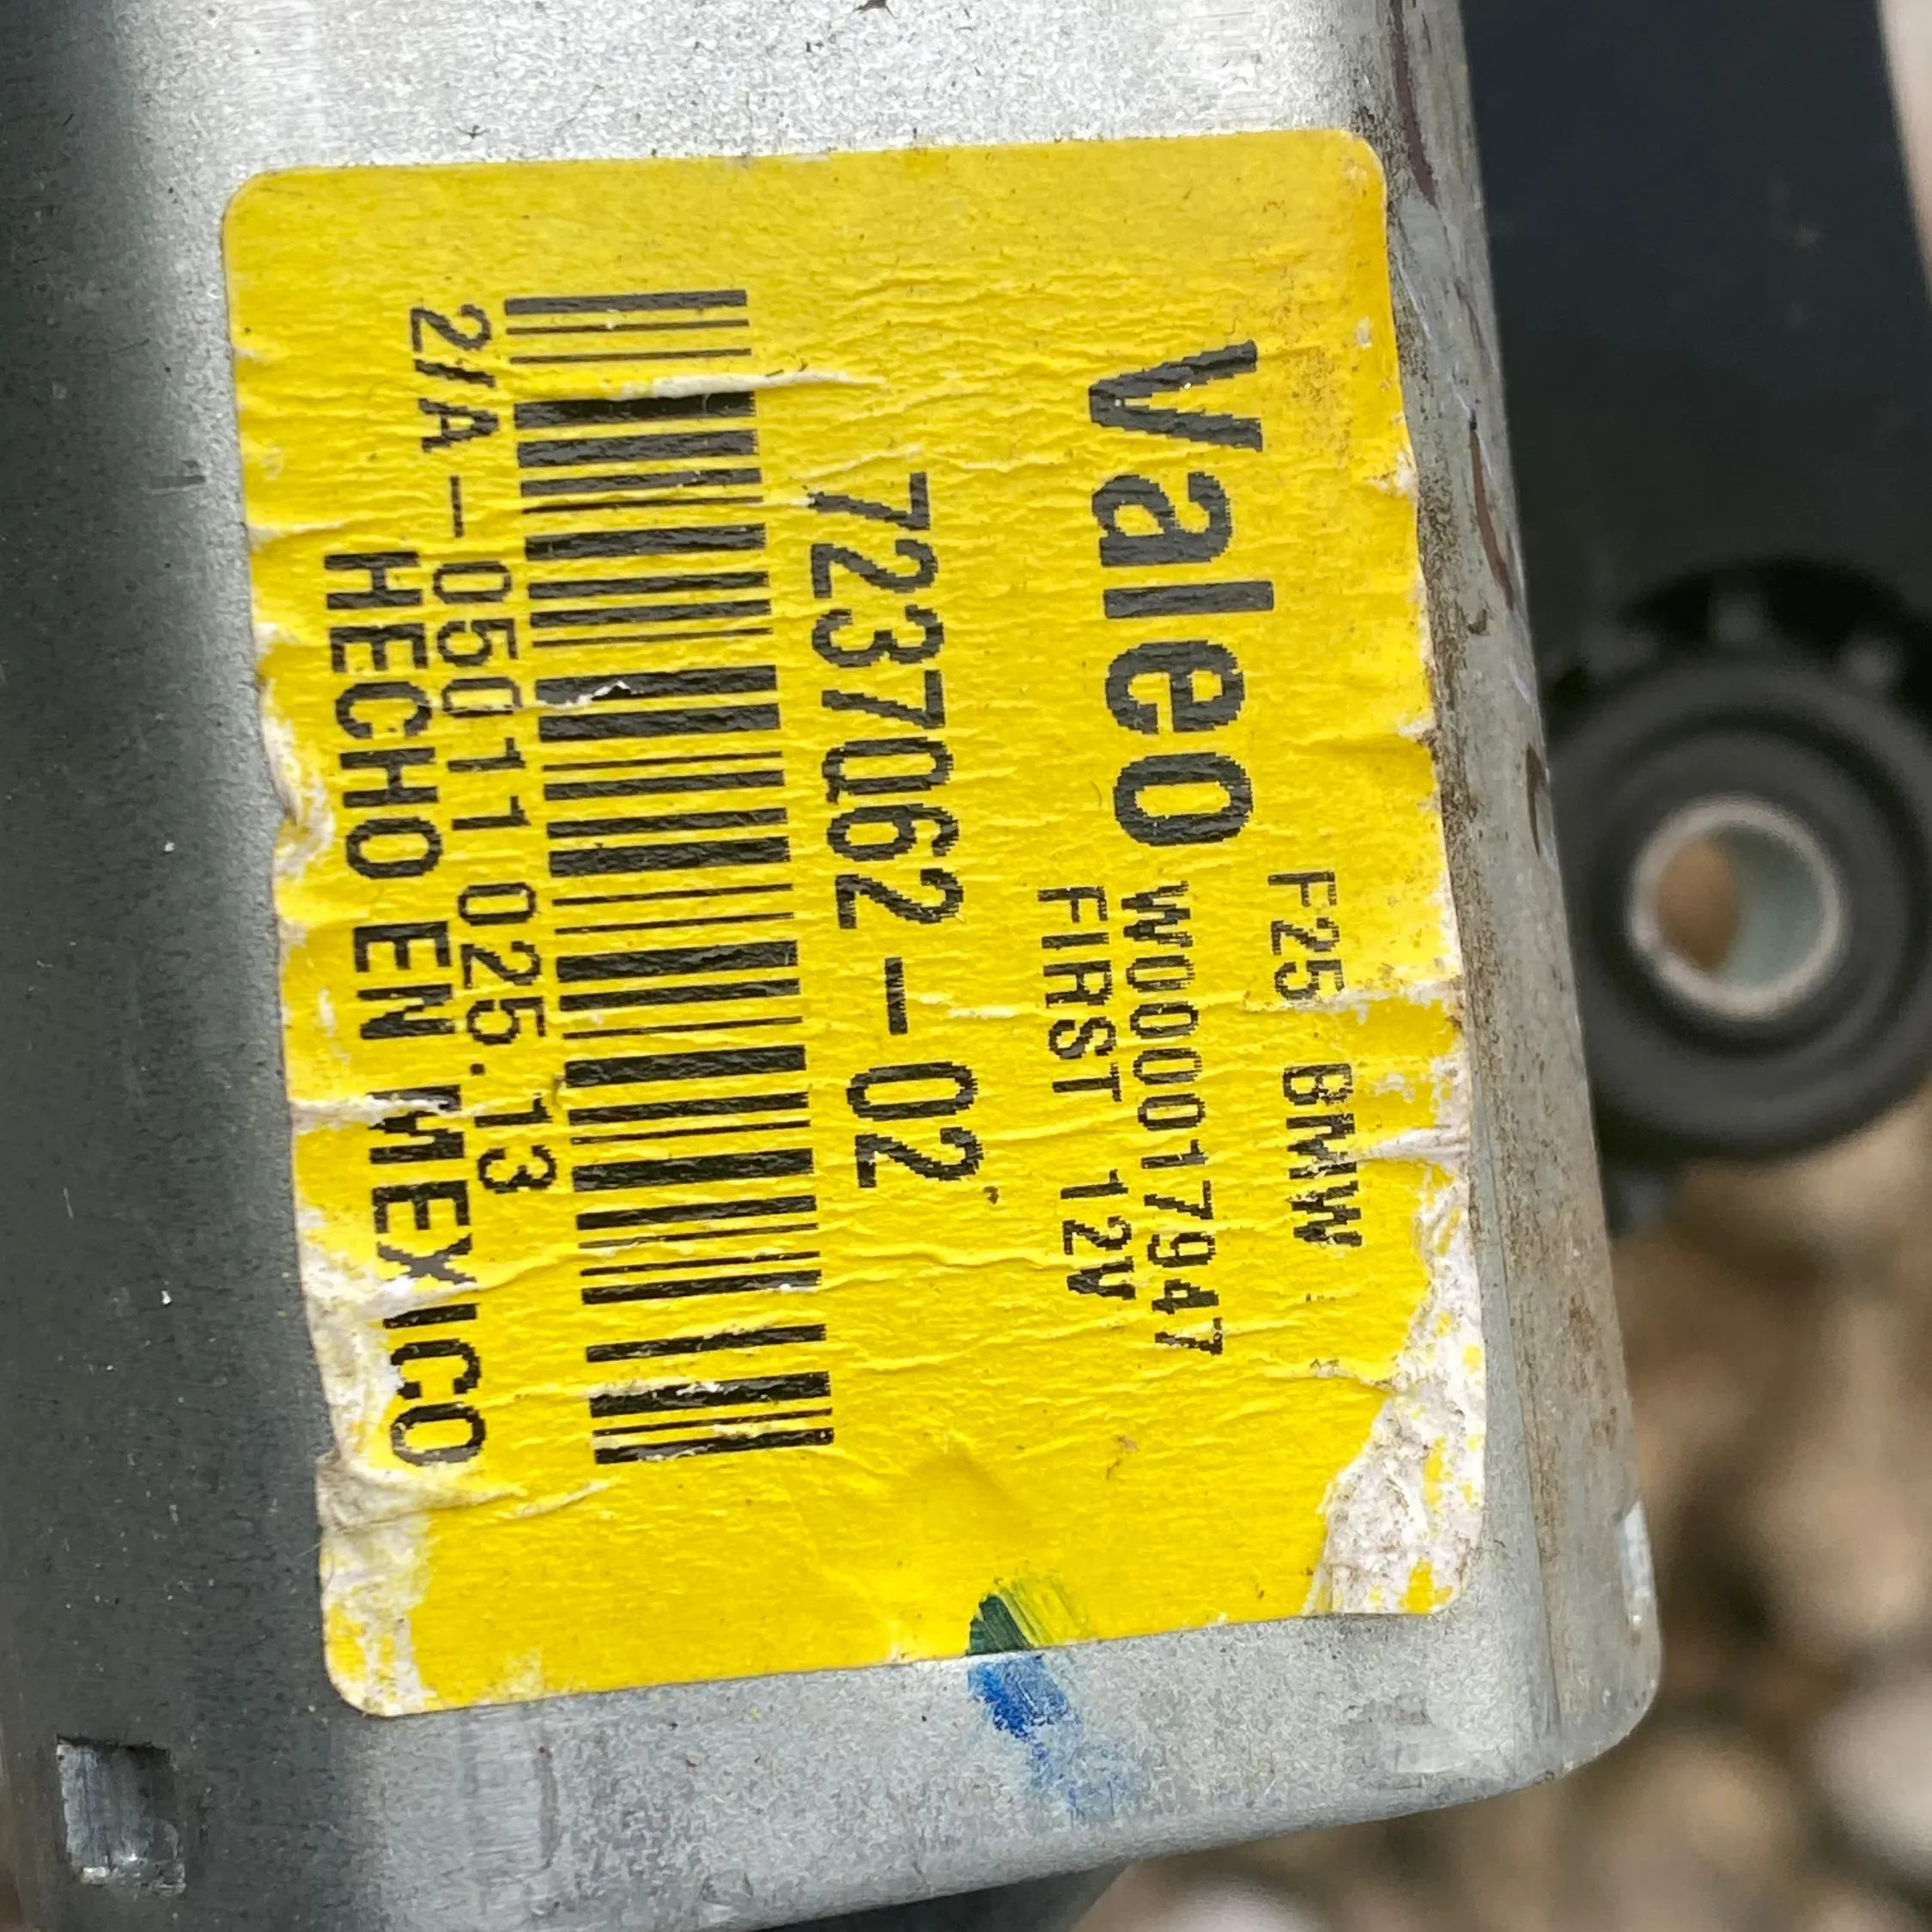 F25 BMW
Valeo W000017947
FIRST 12V
7237062-02
2/A-05011 025.13
HECHO EN MEXICO